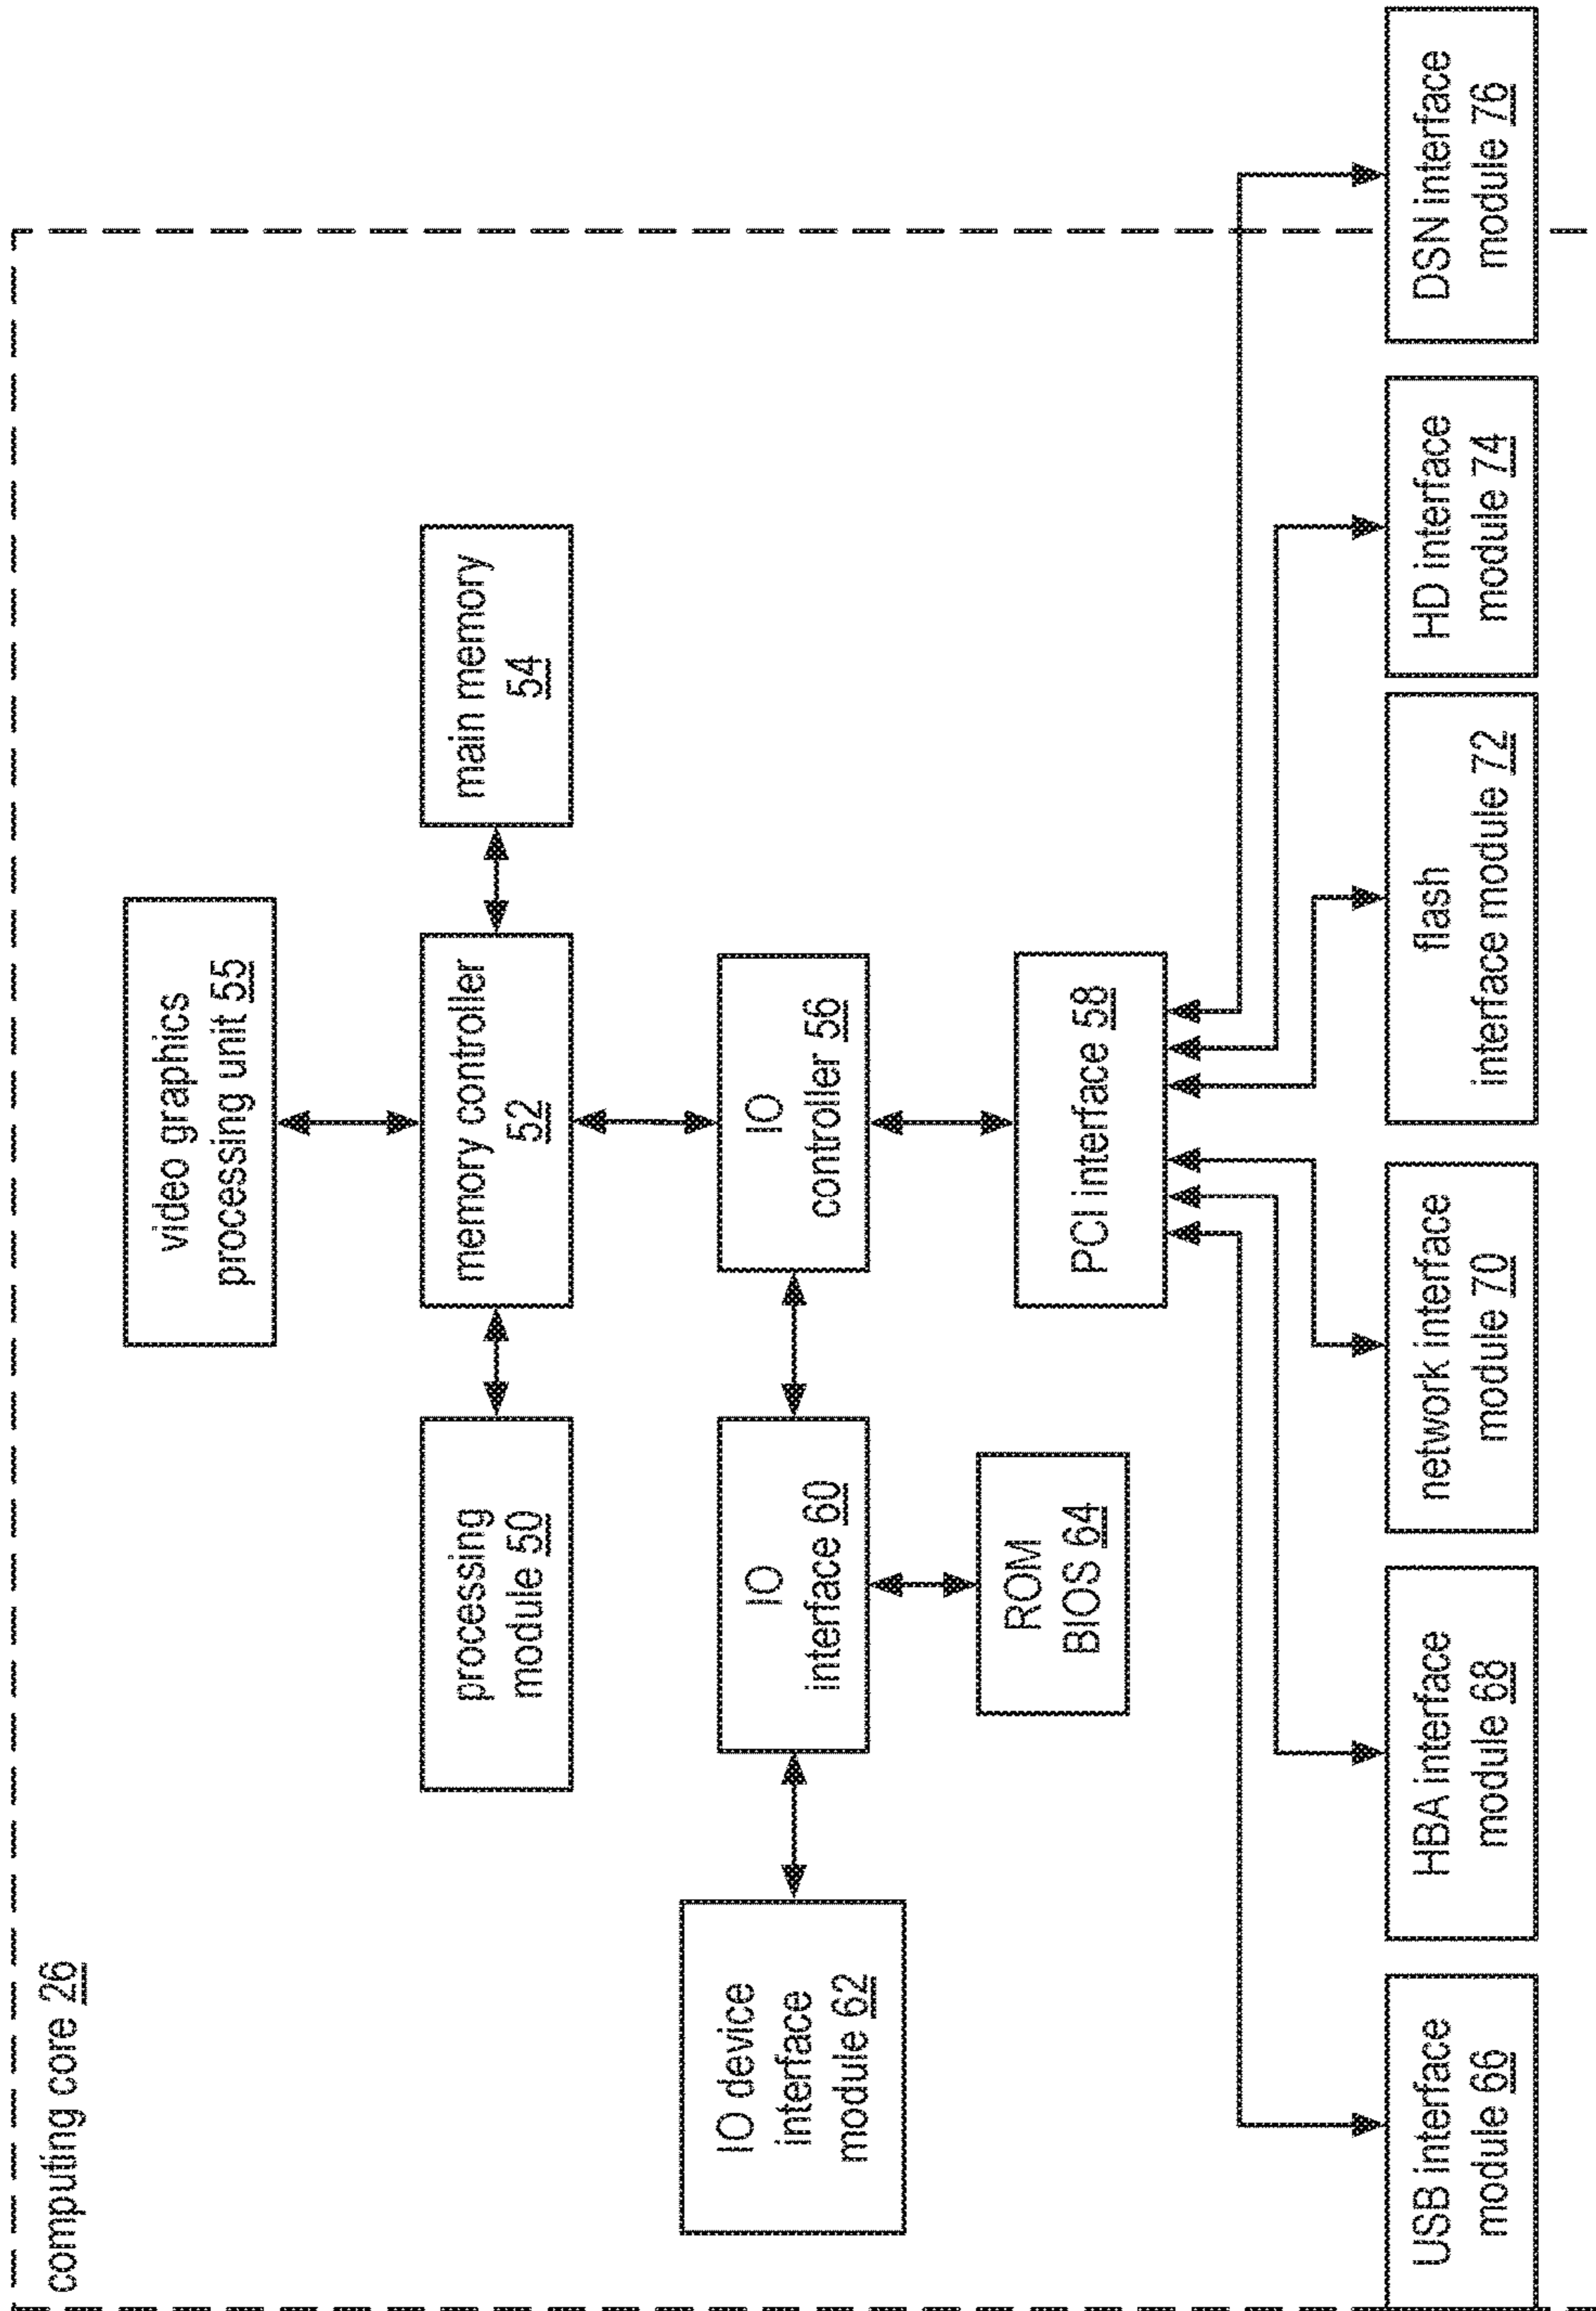 computing core 26
video graphics
processing unit 55
processing
module 50
memory controller
52
main memory
54
IO device
interface
module 62
IO
interface 60
IO
controller 56
ROM
BIOS 64
PCI interface 58
USB interface
module 66
HBA interface
module 68
network interface
module 70
flash
interface module 72
HD interface
module 74
DSN interface
module 76